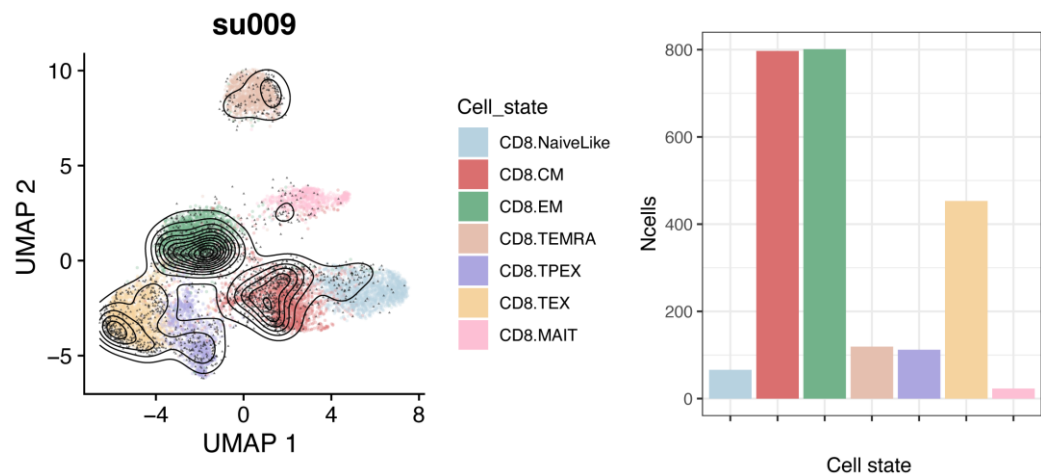 su009
10
5
0
−5
UMAP 2
−4
0
4
8
UMAP 1
Cell_state
CD8.NaiveLike
CD8.CM
CD8.EM
CD8.TEMRA
CD8.TPEX
CD8.TEX
CD8.MAIT
800
600
400
200
0
Ncells
Cell state